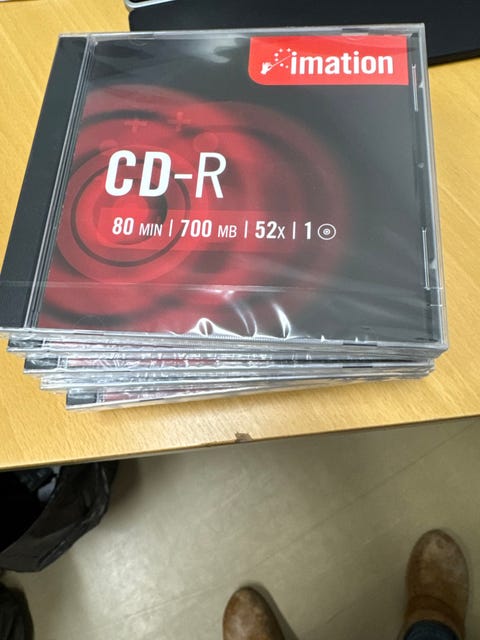 imation
CD-R
80 MIN | 700 MB | 52x | 1